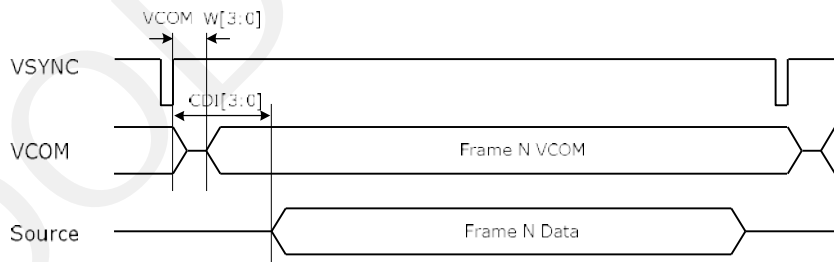 VCOM W[3:0]
VSYNC
CDI[3:0]
VCOM
Frame N VCOM
Source
Frame N Data